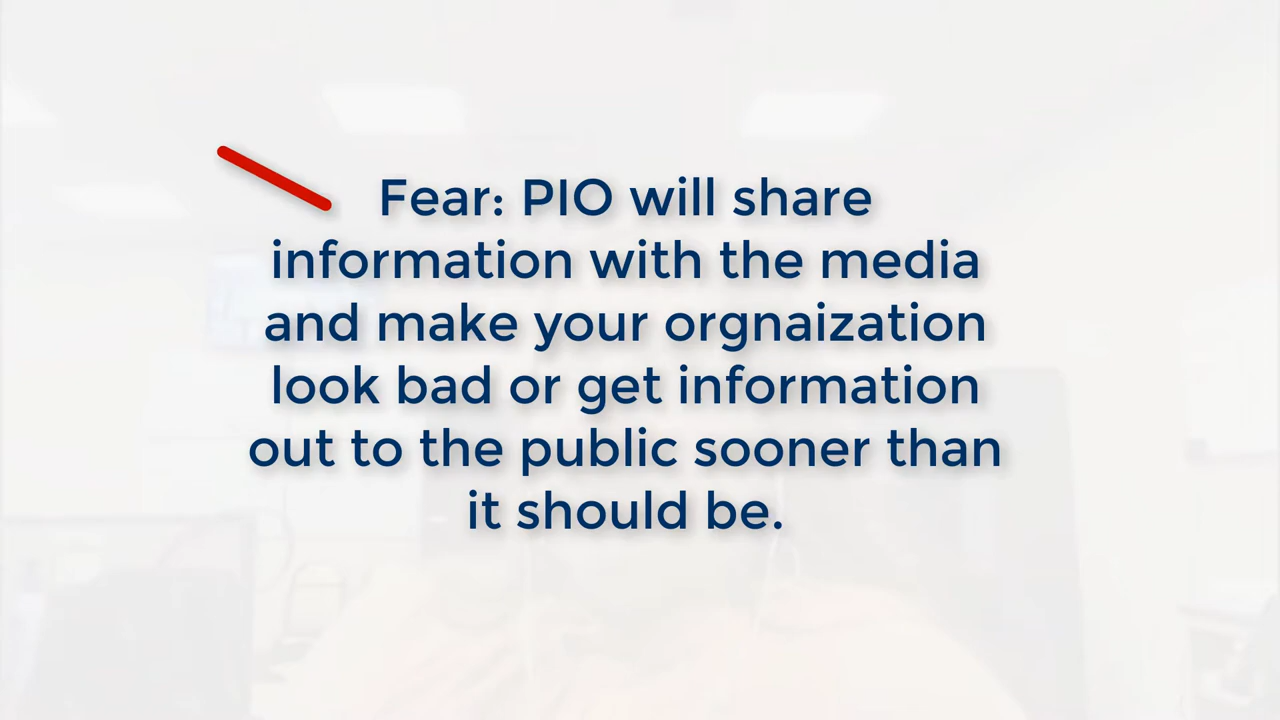 Fear: PIO will share
information with the media
and make your orgnaization
look bad or get information
out to the public sooner than
it should be.